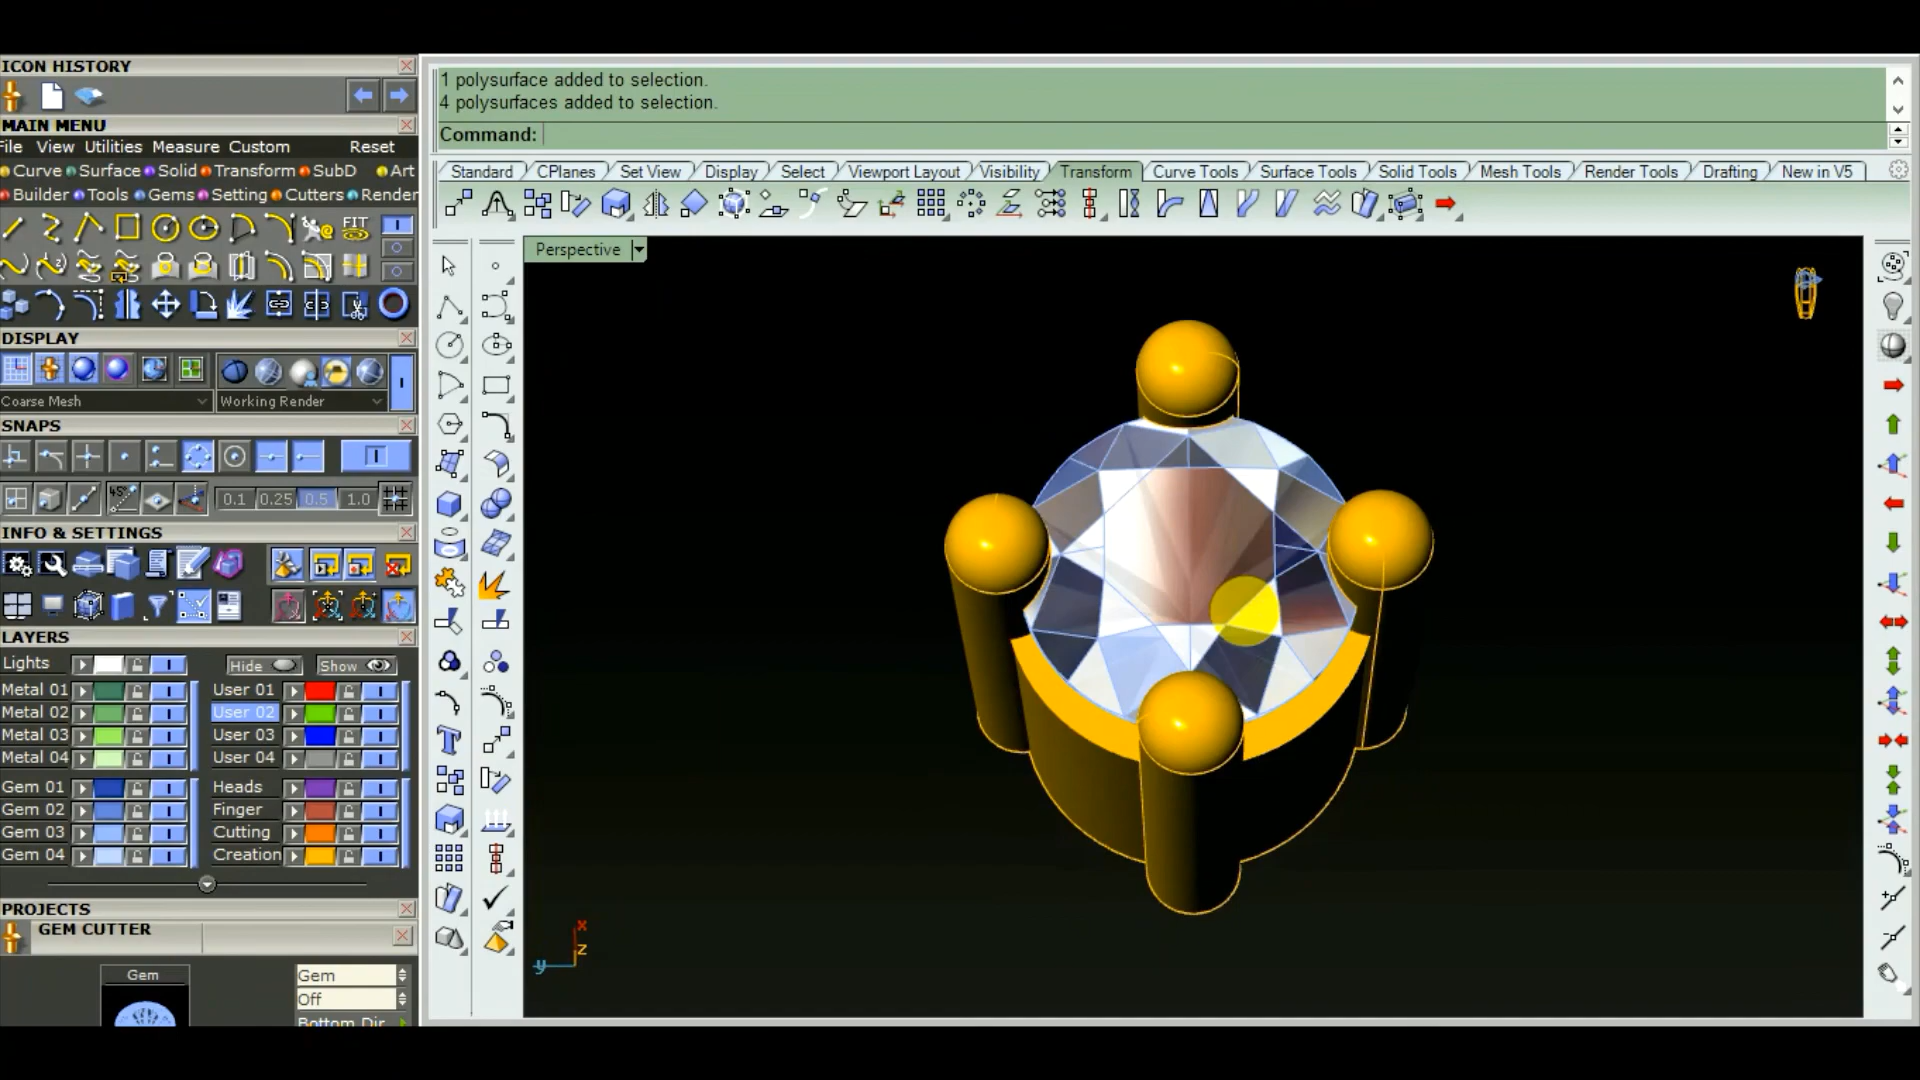 ICON HISTORY
MAIN MENU
File View Utilities Measure Custom Reset
Curve Surface Solid Transform SubD Art
Builder Tools Gems Setting Cutters Render
FIT
DISPLAY
Coarse Mesh
Working Render
SNAPS
45°
0.1 0.25 0.5 1.0
INFO & SETTINGS
LAYERS
Lights
Hide
Show
Metal 01
User 01
Metal 02
User 02
Metal 03
User 03
Metal 04
User 04
Gem 01
Heads
Gem 02
Finger
Gem 03
Cutting
Gem 04
Creation
PROJECTS
GEM CUTTER
Gem
Gem
Off
Bottom Dir
1 polysurface added to selection.
4 polysurfaces added to selection.
Command:
Standard CPlanes Set View Display Select Viewport Layout Visibility Transform Curve Tools Surface Tools Solid Tools Mesh Tools Render Tools Drafting New in V5
Perspective
x
z
y